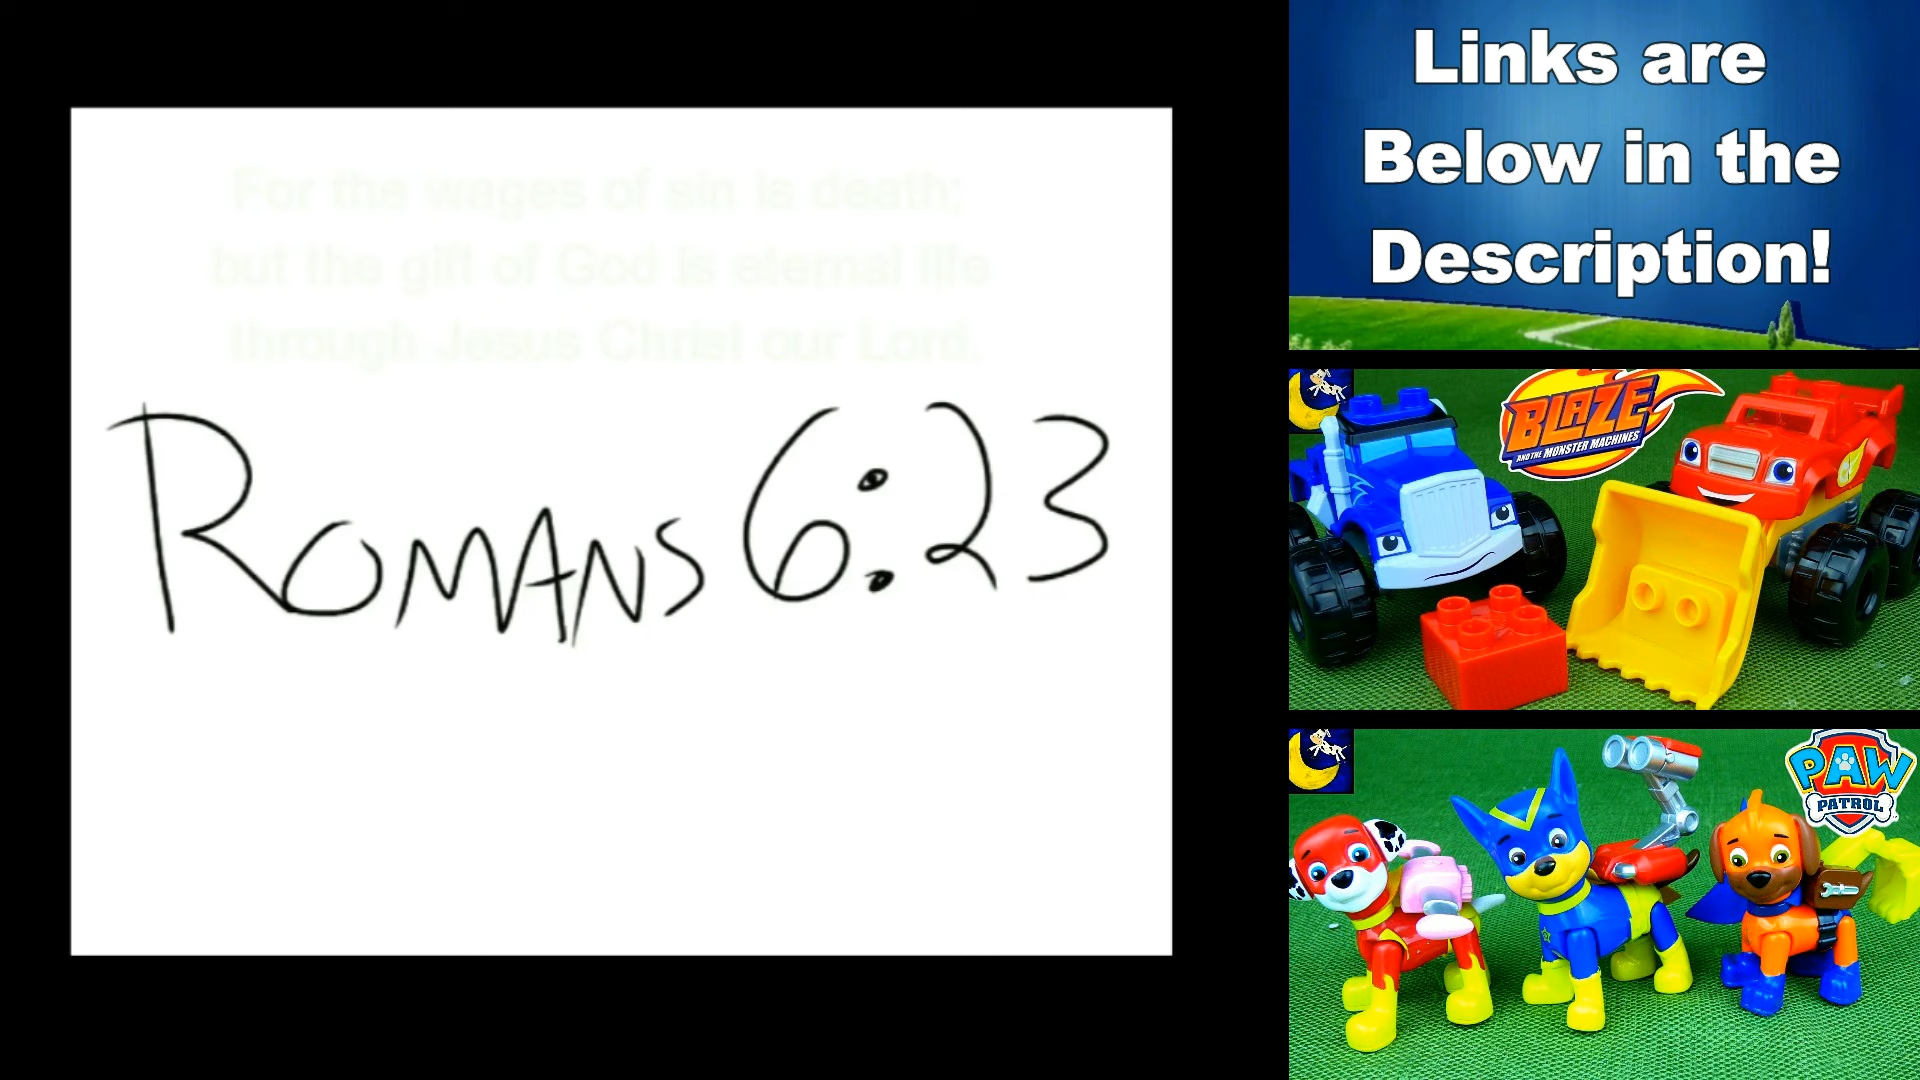 For the wages of sin is death;
but the gift of God is eternal life
through Jesus Christ our Lord.
ROMANS 6:23
Links are
Below in the
Description!
BLAZE
AND THE MONSTER MACHINES
PAW
PATROL